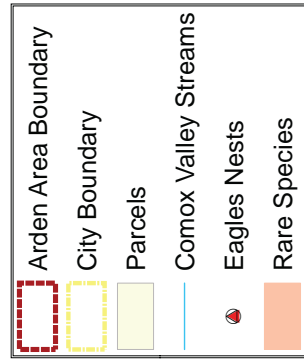 Arden Area Boundary
City Boundary
Parcels
Comox Valley Streams
Eagles Nests
Rare Species